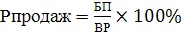 Рпродаж = БП/ВР × 100%